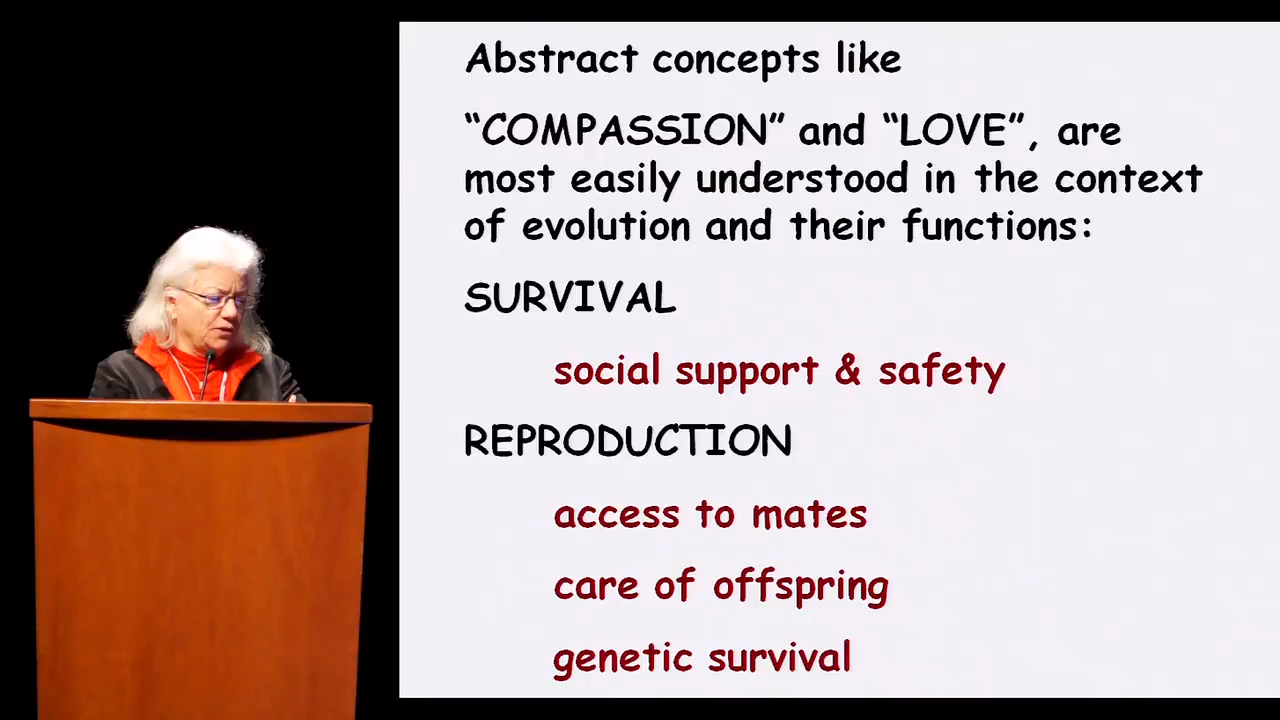 Abstract concepts like
“COMPASSION” and “LOVE”, are
most easily understood in the context
of evolution and their functions:
SURVIVAL
social support & safety
REPRODUCTION
access to mates
care of offspring
genetic survival